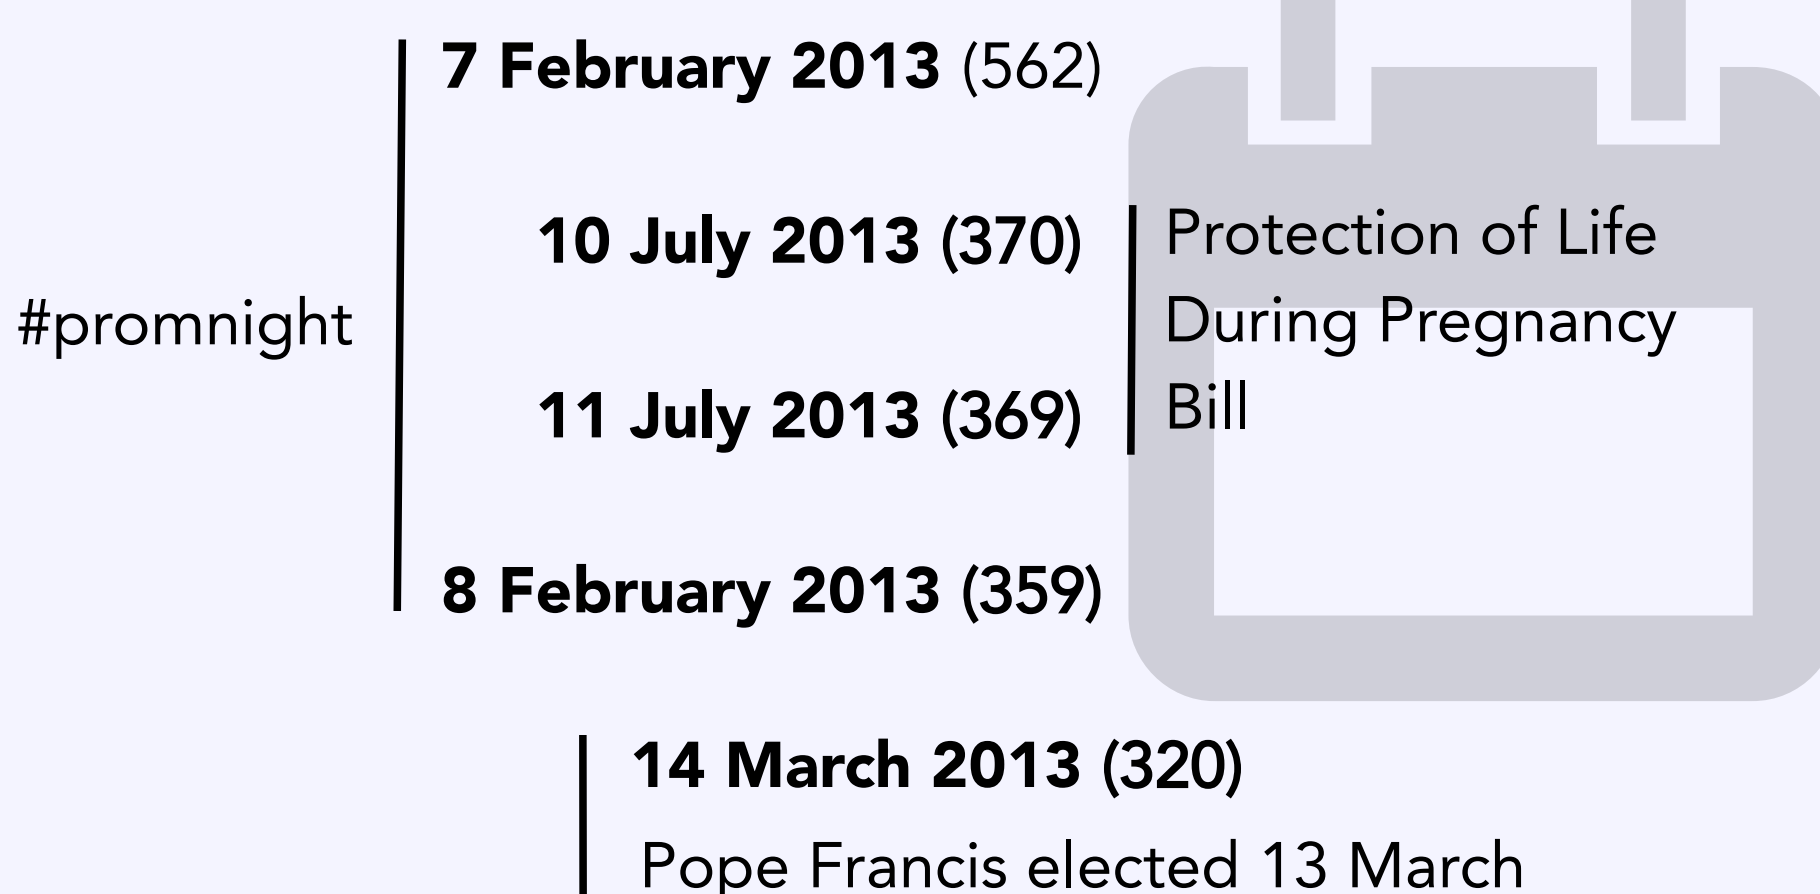 7 February 2013 (562)
10 July 2013 (370)
Protection of Life
During Pregnancy
Bill
#promnight
11 July 2013 (369)
8 February 2013 (359)
14 March 2013 (320)
Pope Francis elected 13 March